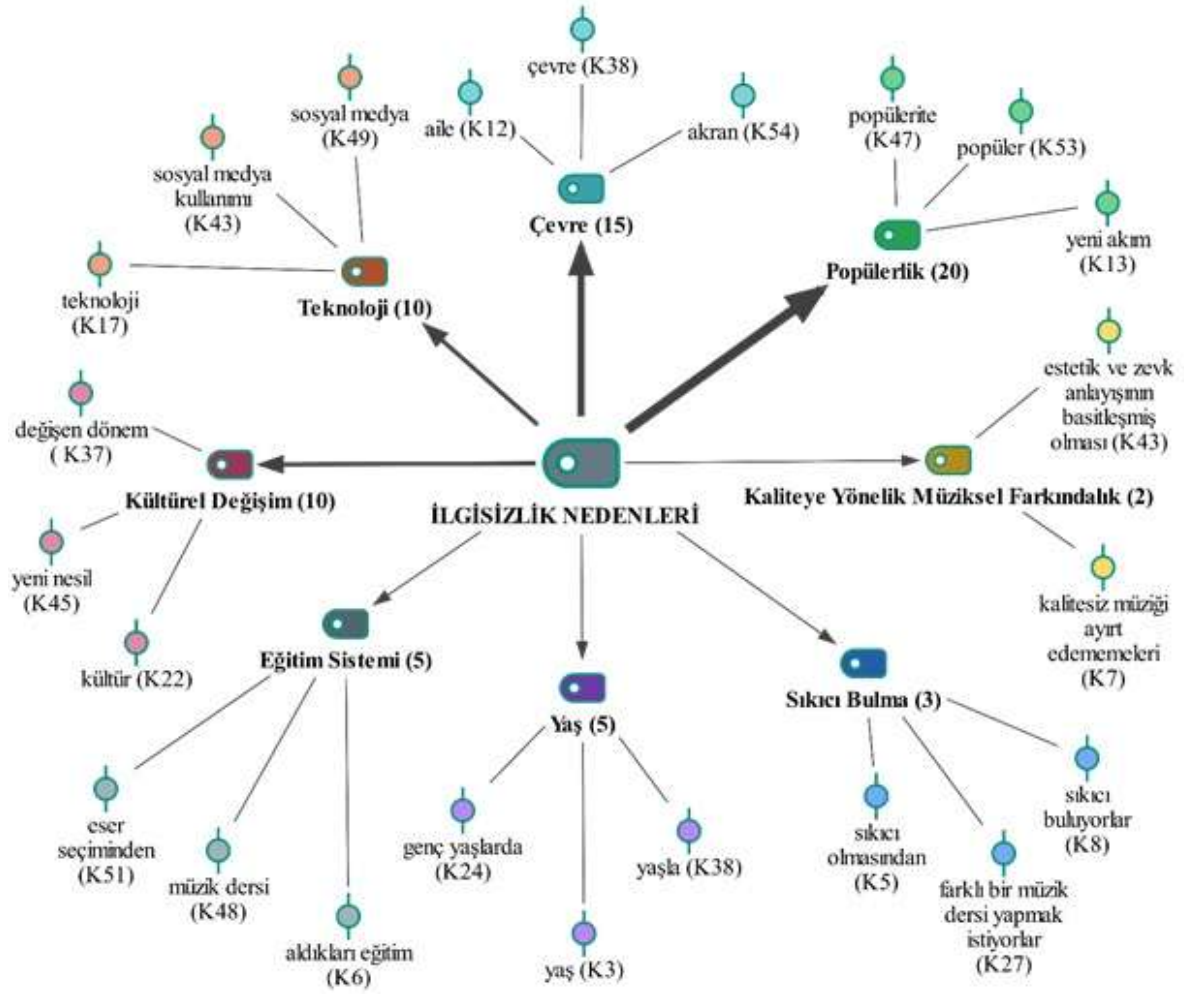 çevre (K38)
aile (K12)
akran (K54)
Çevre (15)
sosyal medya
(K49)
sosyal medya
kullanımı
(K43)
teknoloji
(K17)
Teknoloji (10)
popülerite
(K47)
popüler (K53)
yeni akım
(K13)
Popülerlik (20)
değişen dönem
( K37)
Kültürel Değişim (10)
yeni nesil
(K45)
kültür (K22)
İLGİSİZLİK NEDENLERİ
estetik ve zevk
anlayışının
basitleşmiş
olması (K43)
Kaliteye Yönelik Müziksel Farkındalık (2)
kalitesiz müziği
ayırt
edememeleri
(K7)
Eğitim Sistemi (5)
eser
seçiminden
(K51)
müzik dersi
(K48)
aldıkları eğitim
(K6)
Yaş (5)
genç yaşlarda
(K24)
yaş (K3)
yaşla (K38)
Sıkıcı Bulma (3)
sıkıcı
olmasından
(K5)
farklı bir müzik
dersi yapmak
istiyorlar
(K27)
sıkıcı
buluyorlar
(K8)